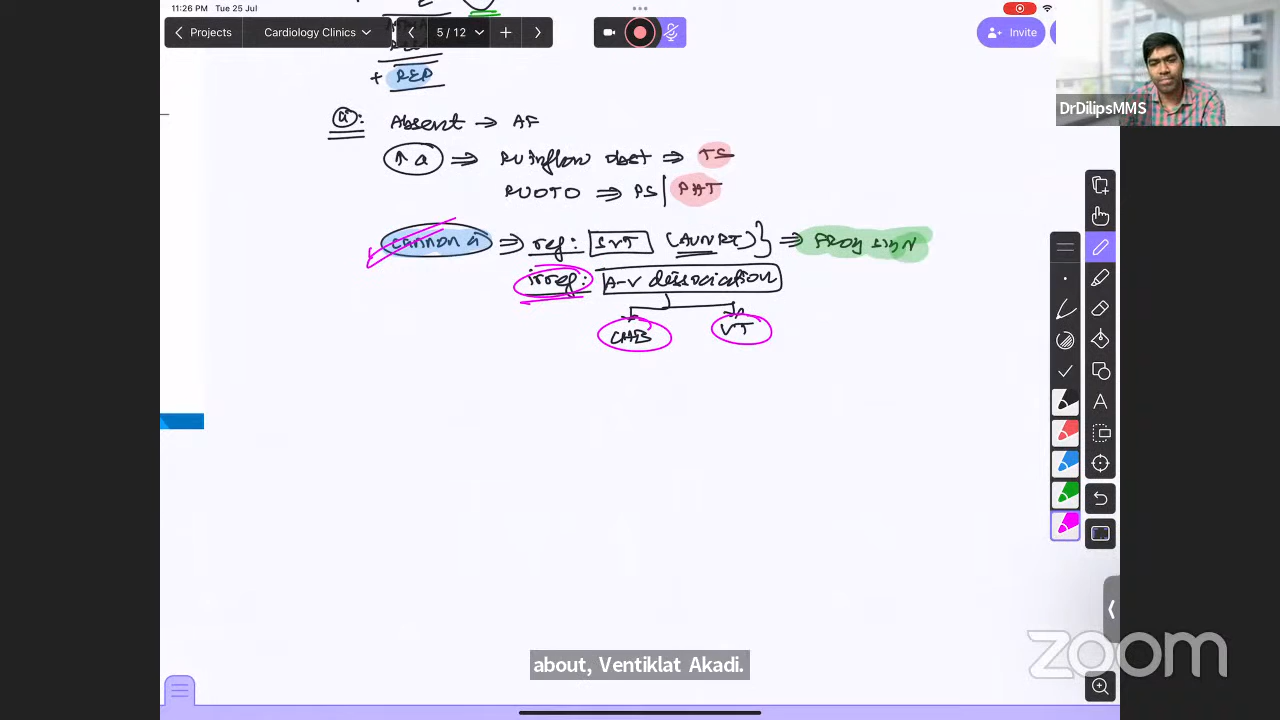 11:26 PM Tue 25 Jul
Projects Cardiology Clinics 5 / 12 Invite
+ REP
DrDilipsMMS
a: Absent → AF
↑ a ⇒ RV inflow obst ⇒ TS
RVOTO ⇒ PS | PHT
cannon a ⇒ reg: SVT (AVNRT)} ⇒ FROG SIGN
irreg: A-V dissociation
CHB VT
about, Ventiklat Akadi.
zoom